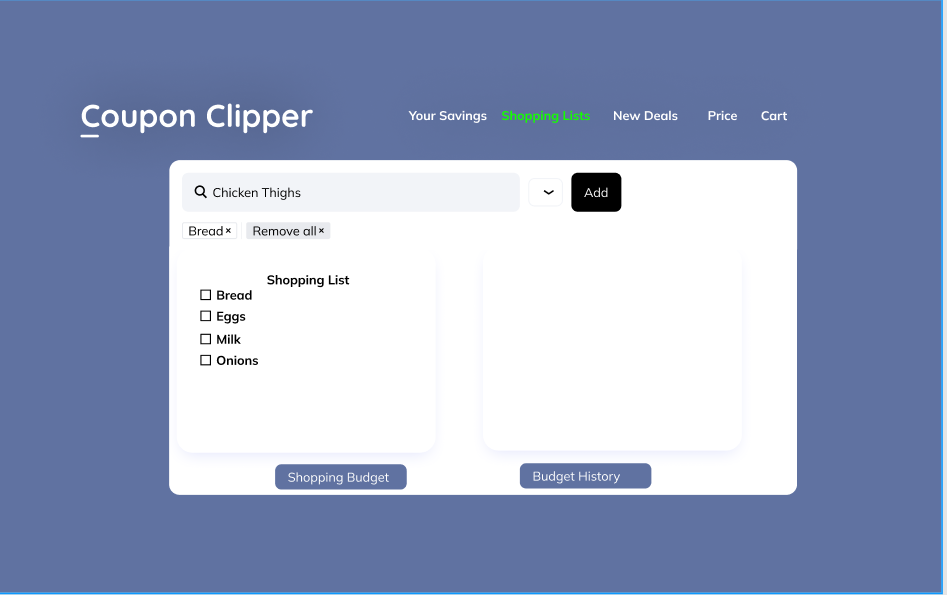 Coupon Clipper
Your Savings Shopping Lists New Deals Price Cart
Chicken Thighs Add
Bread× Remove all×
Shopping List
Bread
Eggs
Milk
Onions
Shopping Budget Budget History